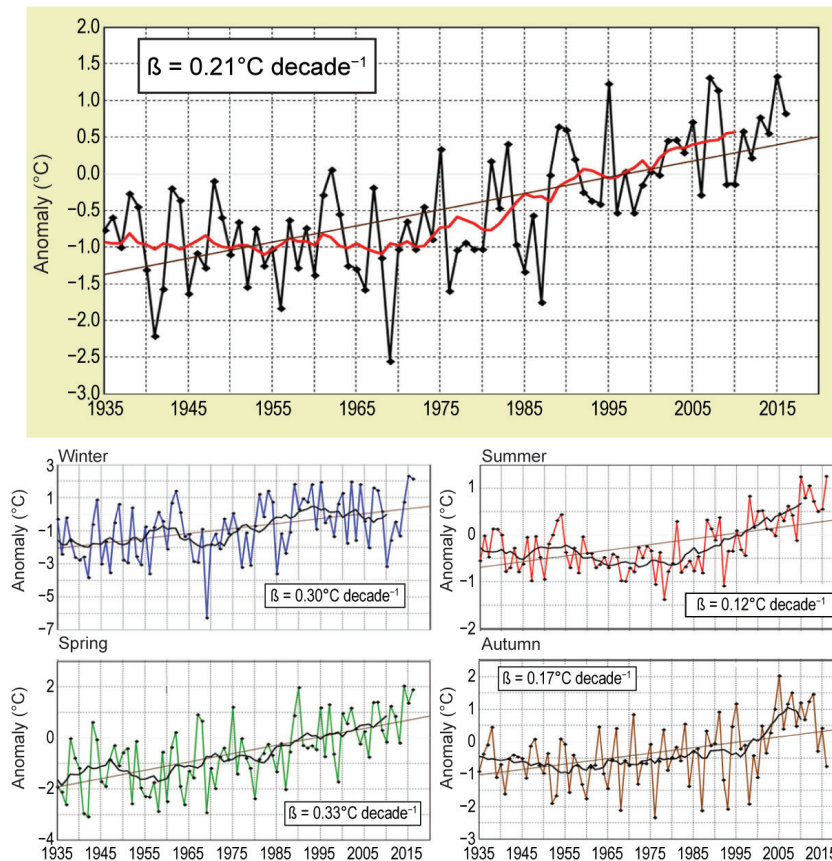 2.0
ß = 0.21°C decade⁻¹
1.5
1.0
0.5
0.0
−0.5
−1.0
−1.5
−2.0
−2.5
−3.0
Anomaly (°C)
1935 1945 1955 1965 1975 1985 1995 2005 2015
Winter
3
1
−1
−3
−5
−7
Anomaly (°C)
ß = 0.30°C decade⁻¹
Summer
1
0
−1
−2
Anomaly (°C)
ß = 0.12°C decade⁻¹
Spring
2
0
−2
−4
Anomaly (°C)
ß = 0.33°C decade⁻¹
1935 1945 1955 1965 1975 1985 1995 2005 2015
Autumn
2
1
0
−1
−2
−3
Anomaly (°C)
ß = 0.17°C decade⁻¹
1935 1945 1955 1965 1975 1985 1995 2005 2015